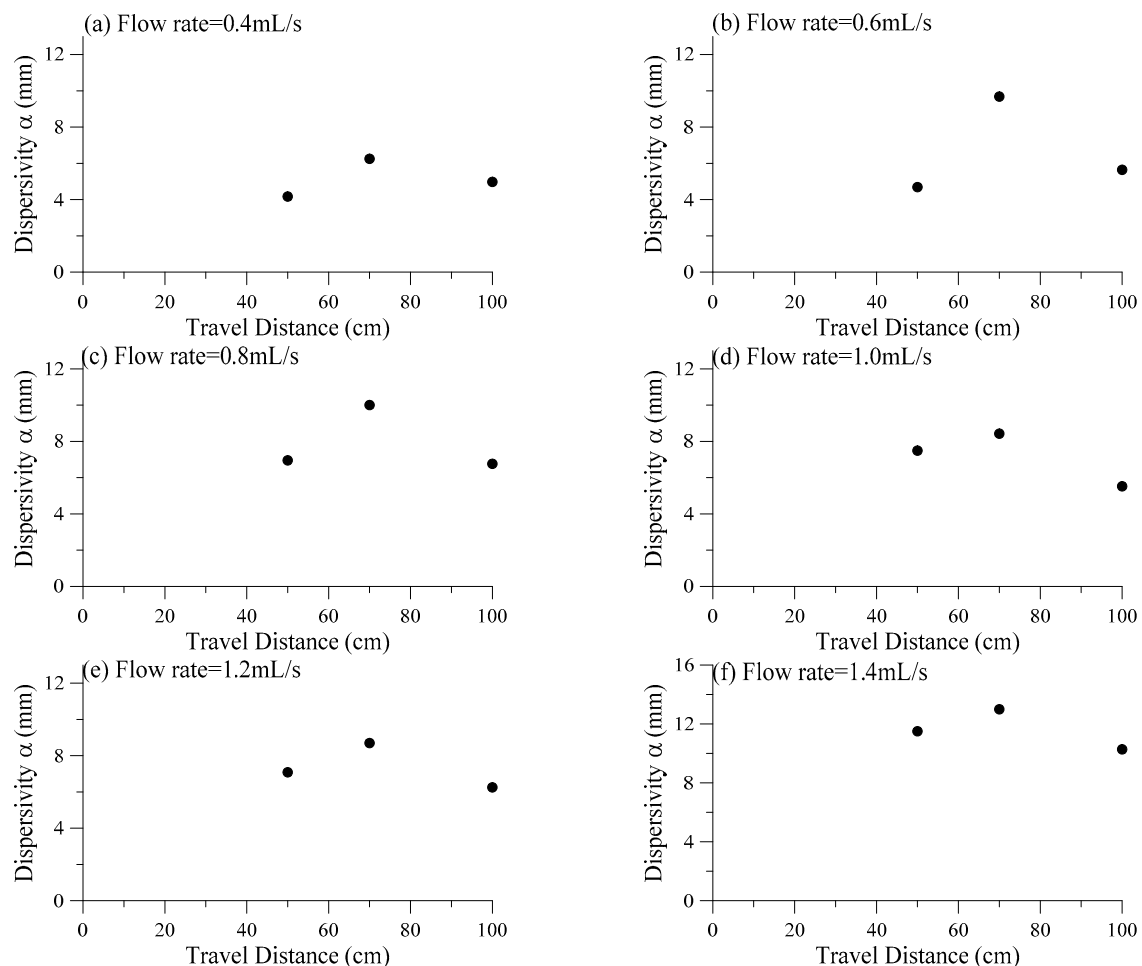 (a) Flow rate=0.4mL/s
12
8
4
0
Dispersivity α (mm)
0 20 40 60 80 100
Travel Distance (cm)
(b) Flow rate=0.6mL/s
12
8
4
0
Dispersivity α (mm)
0 20 40 60 80 100
Travel Distance (cm)
(c) Flow rate=0.8mL/s
12
8
4
0
Dispersivity α (mm)
0 20 40 60 80 100
Travel Distance (cm)
(d) Flow rate=1.0mL/s
12
8
4
0
Dispersivity α (mm)
0 20 40 60 80 100
Travel Distance (cm)
(e) Flow rate=1.2mL/s
12
8
4
0
Dispersivity α (mm)
0 20 40 60 80 100
Travel Distance (cm)
(f) Flow rate=1.4mL/s
16
12
8
4
0
Dispersivity α (mm)
0 20 40 60 80 100
Travel Distance (cm)